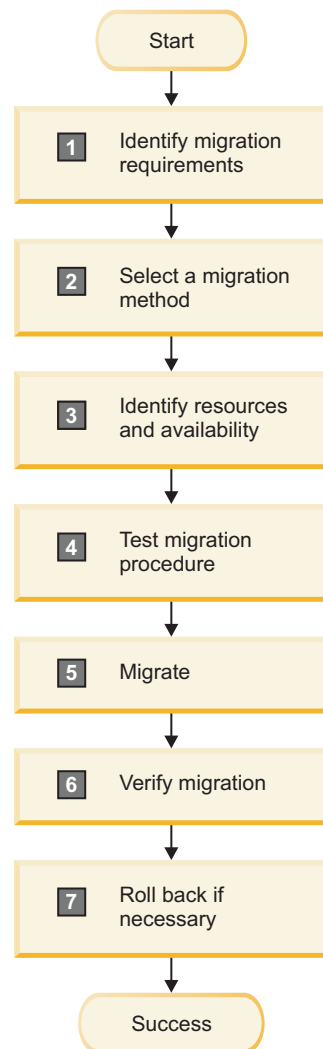 Start
1 Identify migration
requirements
2 Select a migration
method
3 Identify resources
and availability
4 Test migration
procedure
5 Migrate
6 Verify migration
7 Roll back if
necessary
Success